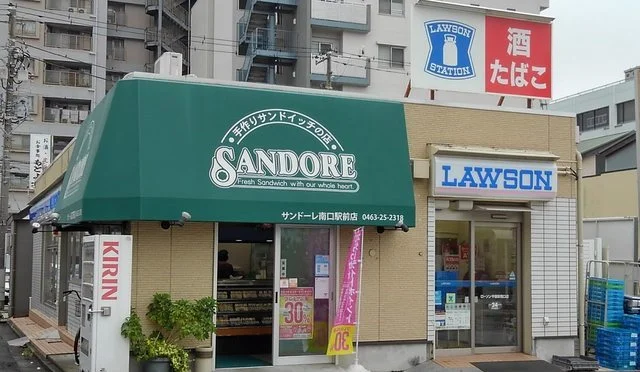 LAWSON
STATION
酒
たばこ
手作りサンドイッチの店
SANDORE
Fresh Sandwich with our whole heart.
サンドーレ南口駅前店 0463-25-2318
LAWSON
KIRIN
30
30
24